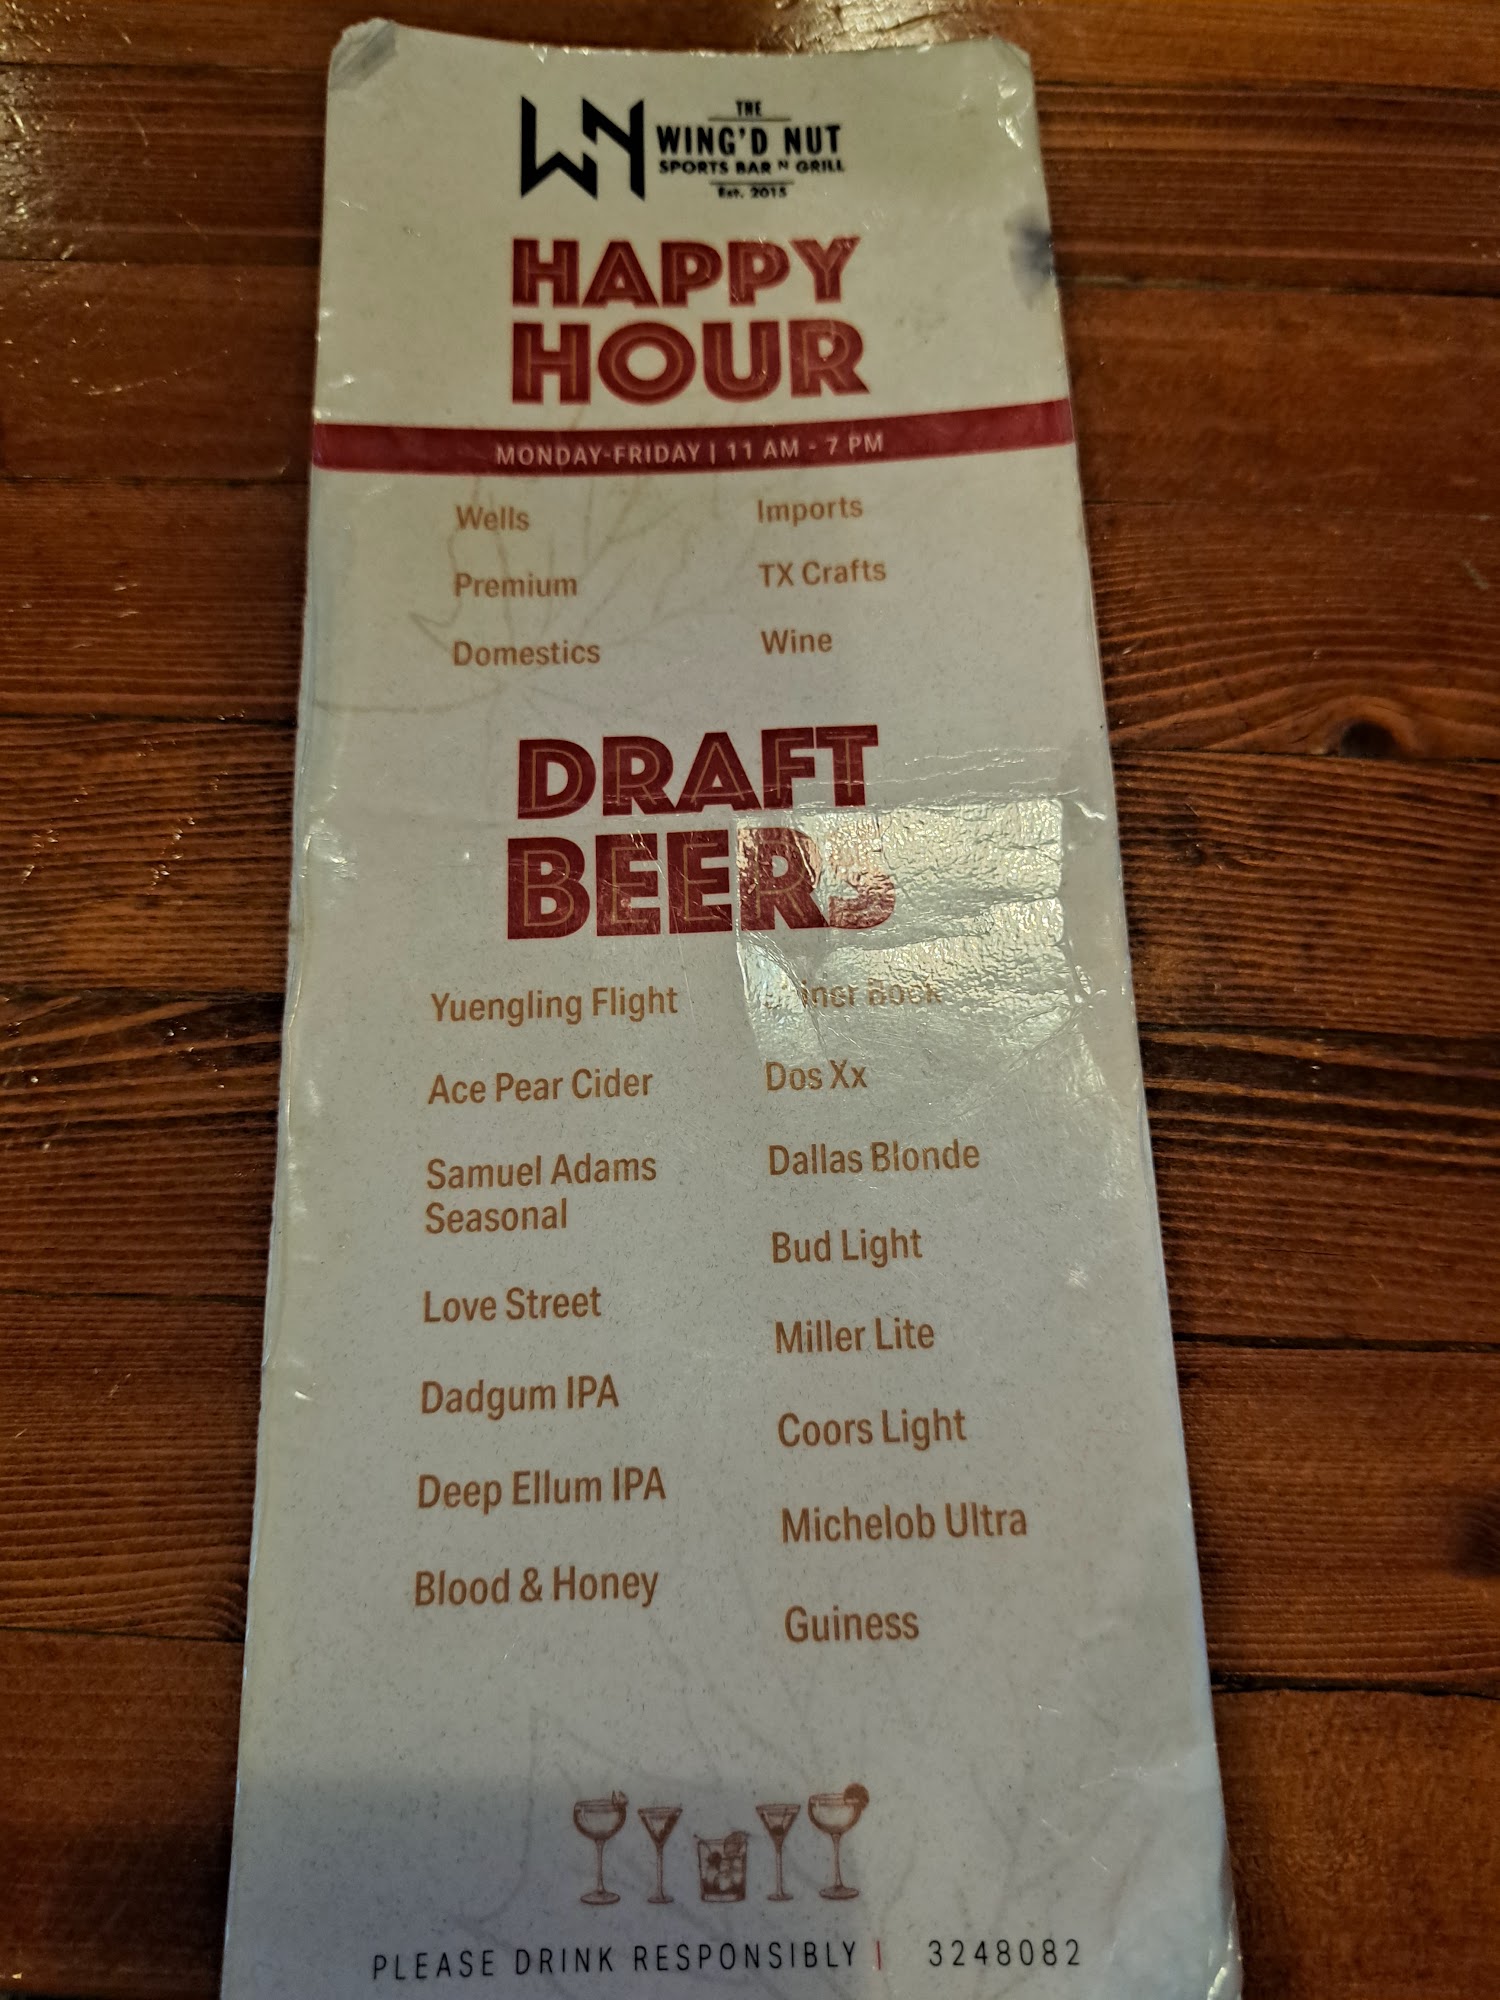 WN
THE
WING'D NUT
SPORTS BAR N GRILL
Est. 2015
HAPPY
HOUR
MONDAY-FRIDAY | 11 AM - 7 PM
Wells
Premium
Domestics
Imports
TX Crafts
Wine
DRAFT
BEERS
Yuengling Flight
Ace Pear Cider
Samuel Adams
Seasonal
Love Street
Dadgum IPA
Deep Ellum IPA
Blood & Honey
Bock
Dos Xx
Dallas Blonde
Bud Light
Miller Lite
Coors Light
Michelob Ultra
Guiness
PLEASE DRINK RESPONSIBLY | 3248082